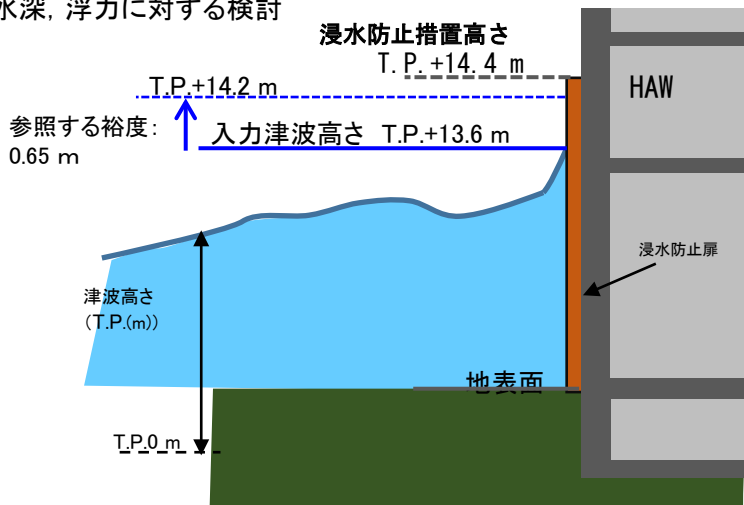 水深，浮力に対する検討
浸水防止措置高さ
T.P.+14.4 m
T.P.+14.2 m
HAW
参照する裕度：
0.65 m
入力津波高さ T.P.+13.6 m
浸水防止扉
津波高さ
（T.P.(m)）
地表面
T.P.0 m